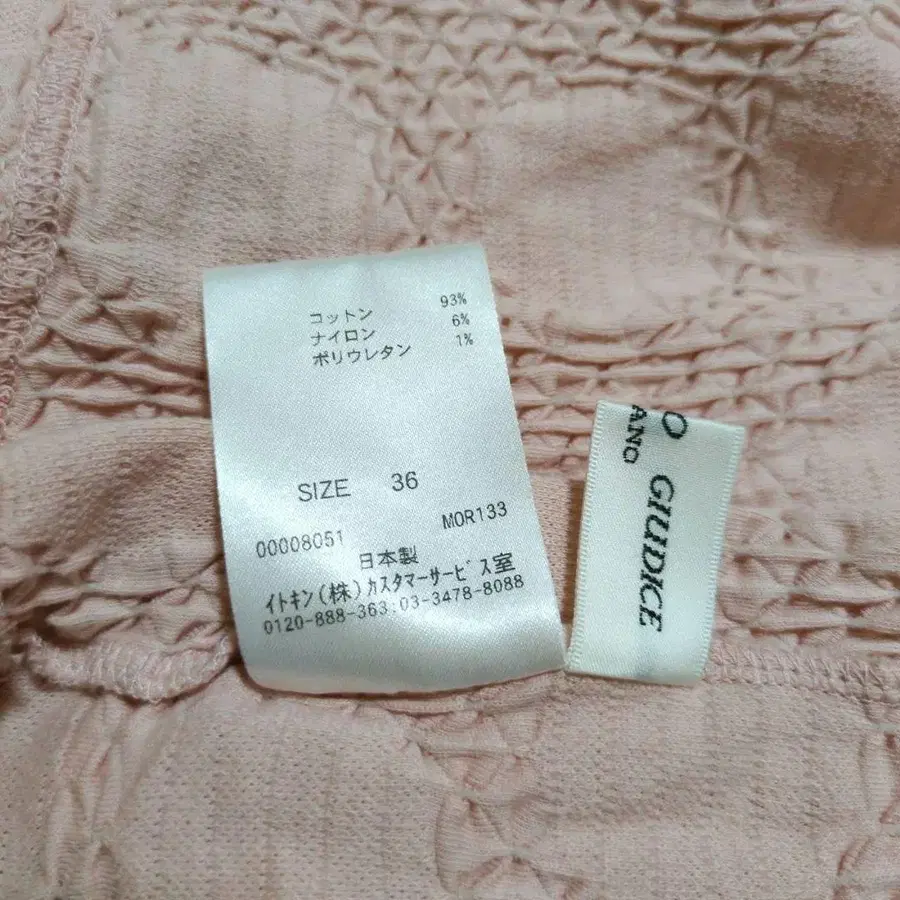 コットン 93%
ナイロン 6%
ポリウレタン 1%
SIZE 36
00008051 MOR133
日本製
ｲﾄｷﾝ(株)ｶｽﾀﾏｰｻｰﾋﾞｽ室
0120-888-363;03-3478-8088
GIUDICE